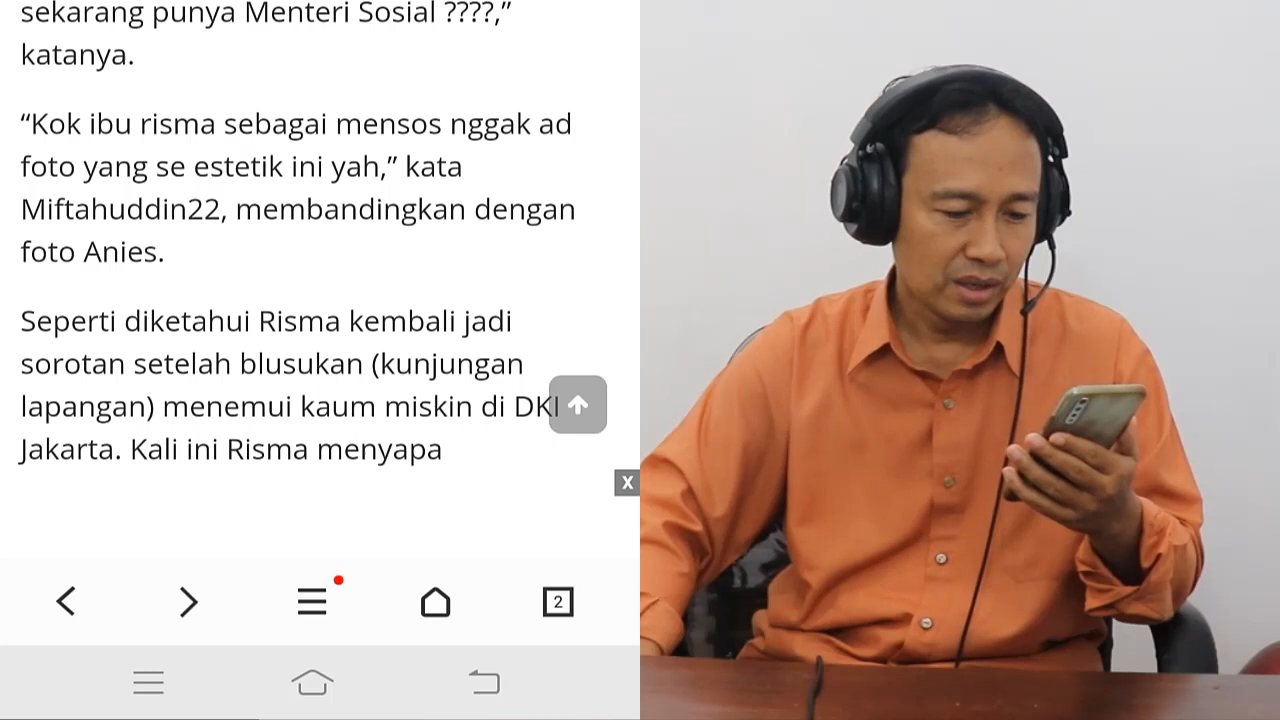 sekarang punya Menteri Sosial ????,”
katanya.
“Kok ibu risma sebagai mensos nggak ad
foto yang se estetik ini yah,” kata
Miftahuddin22, membandingkan dengan
foto Anies.
Seperti diketahui Risma kembali jadi
sorotan setelah blusukan (kunjungan
lapangan) menemui kaum miskin di DKI
Jakarta. Kali ini Risma menyapa
X
2